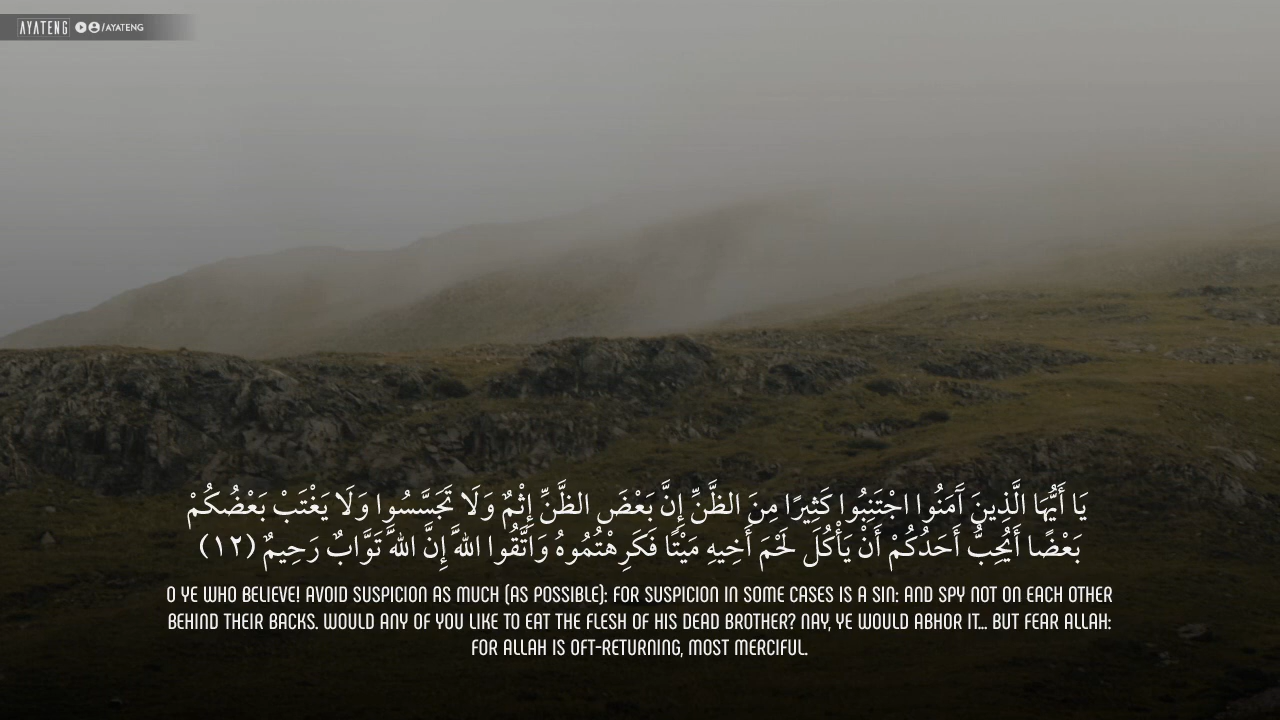 AYATENG /AYATENG
يَا أَيُّهَا الَّذِينَ آَمَنُوا اجْتَنِبُوا كَثِيرًا مِنَ الظَّنِّ إِنَّ بَعْضَ الظَّنِّ إِثْمٌ وَلَا تَجَسَّسُوا وَلَا يَغْتَبْ بَعْضُكُمْ
بَعْضًا أَيُحِبُّ أَحَدُكُمْ أَنْ يَأْكُلَ لَحْمَ أَخِيهِ مَيْتًا فَكَرِهْتُمُوهُ وَاتَّقُوا اللَّهَ إِنَّ اللَّهَ تَوَّابٌ رَحِيمٌ (١٢)
O YE WHO BELIEVE! AVOID SUSPICION AS MUCH (AS POSSIBLE): FOR SUSPICION IN SOME CASES IS A SIN: AND SPY NOT ON EACH OTHER
BEHIND THEIR BACKS. WOULD ANY OF YOU LIKE TO EAT THE FLESH OF HIS DEAD BROTHER? NAY, YE WOULD ABHOR IT... BUT FEAR ALLAH:
FOR ALLAH IS OFT-RETURNING, MOST MERCIFUL.